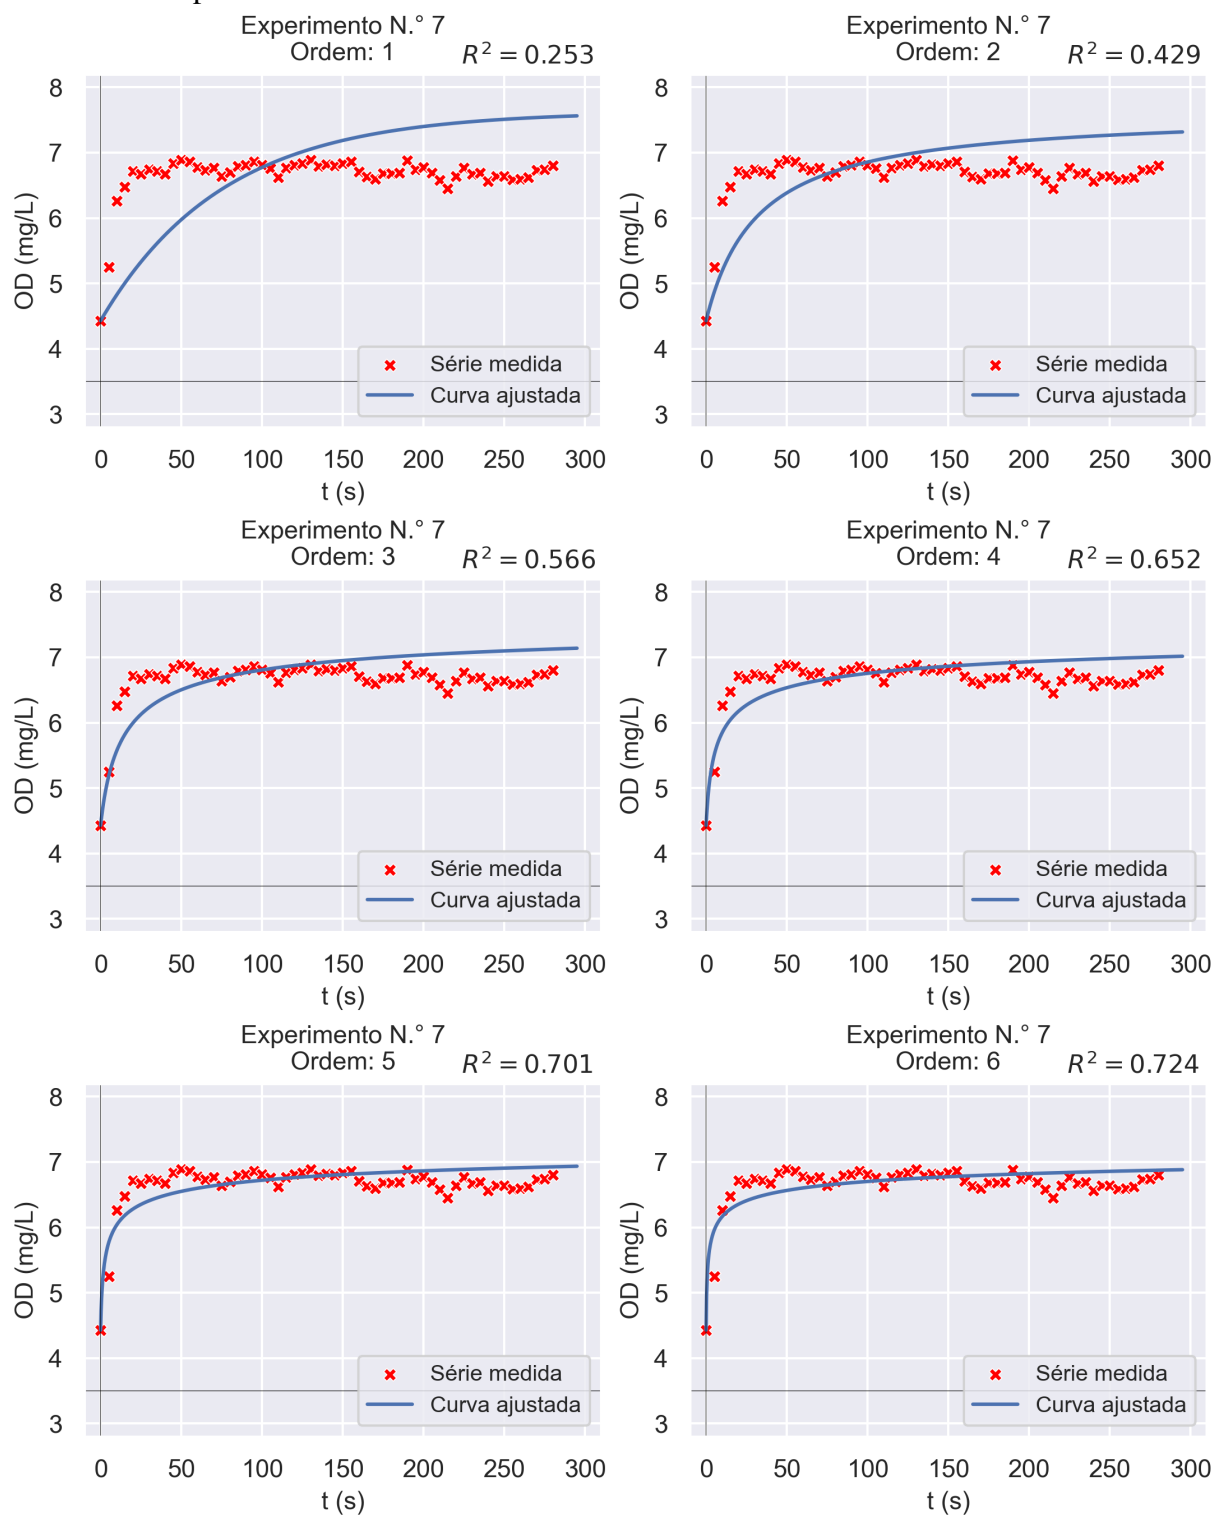 Experimento N.° 7
Ordem: 1 R² = 0.253
8
7
6
5
4
3
OD (mg/L)
Série medida
Curva ajustada
0 50 100 150 200 250 300
t (s)
Experimento N.° 7
Ordem: 2 R² = 0.429
8
7
6
5
4
3
OD (mg/L)
Série medida
Curva ajustada
0 50 100 150 200 250 300
t (s)
Experimento N.° 7
Ordem: 3 R² = 0.566
8
7
6
5
4
3
OD (mg/L)
Série medida
Curva ajustada
0 50 100 150 200 250 300
t (s)
Experimento N.° 7
Ordem: 4 R² = 0.652
8
7
6
5
4
3
OD (mg/L)
Série medida
Curva ajustada
0 50 100 150 200 250 300
t (s)
Experimento N.° 7
Ordem: 5 R² = 0.701
8
7
6
5
4
3
OD (mg/L)
Série medida
Curva ajustada
0 50 100 150 200 250 300
t (s)
Experimento N.° 7
Ordem: 6 R² = 0.724
8
7
6
5
4
3
OD (mg/L)
Série medida
Curva ajustada
0 50 100 150 200 250 300
t (s)